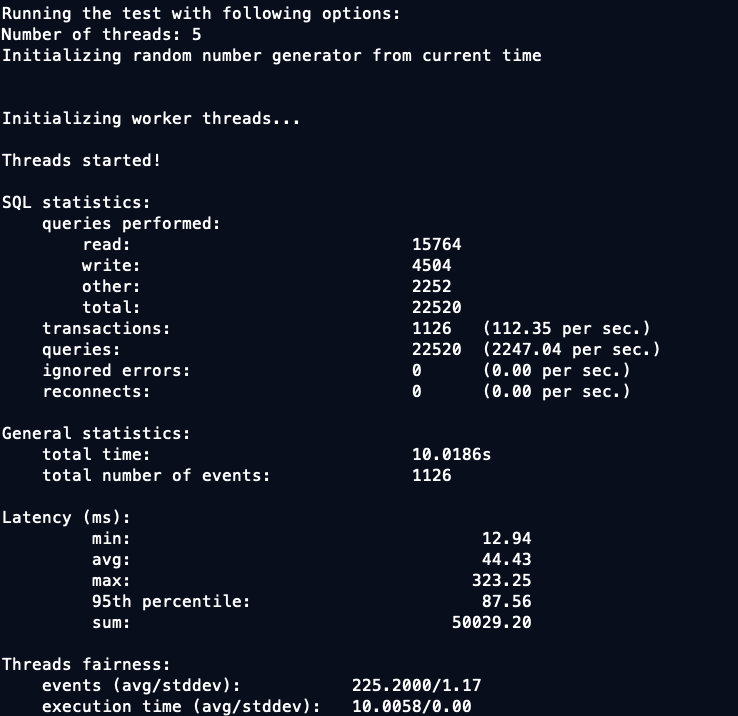 Running the test with following options:
Number of threads: 5
Initializing random number generator from current time
Initializing worker threads...
Threads started!
SQL statistics:
queries performed:
read: 15764
write: 4504
other: 2252
total: 22520
transactions: 1126 (112.35 per sec.)
queries: 22520 (2247.04 per sec.)
ignored errors: 0 (0.00 per sec.)
reconnects: 0 (0.00 per sec.)
General statistics:
total time: 10.0186s
total number of events: 1126
Latency (ms):
min: 12.94
avg: 44.43
max: 323.25
95th percentile: 87.56
sum: 50029.20
Threads fairness:
events (avg/stddev): 225.2000/1.17
execution time (avg/stddev): 10.0058/0.00